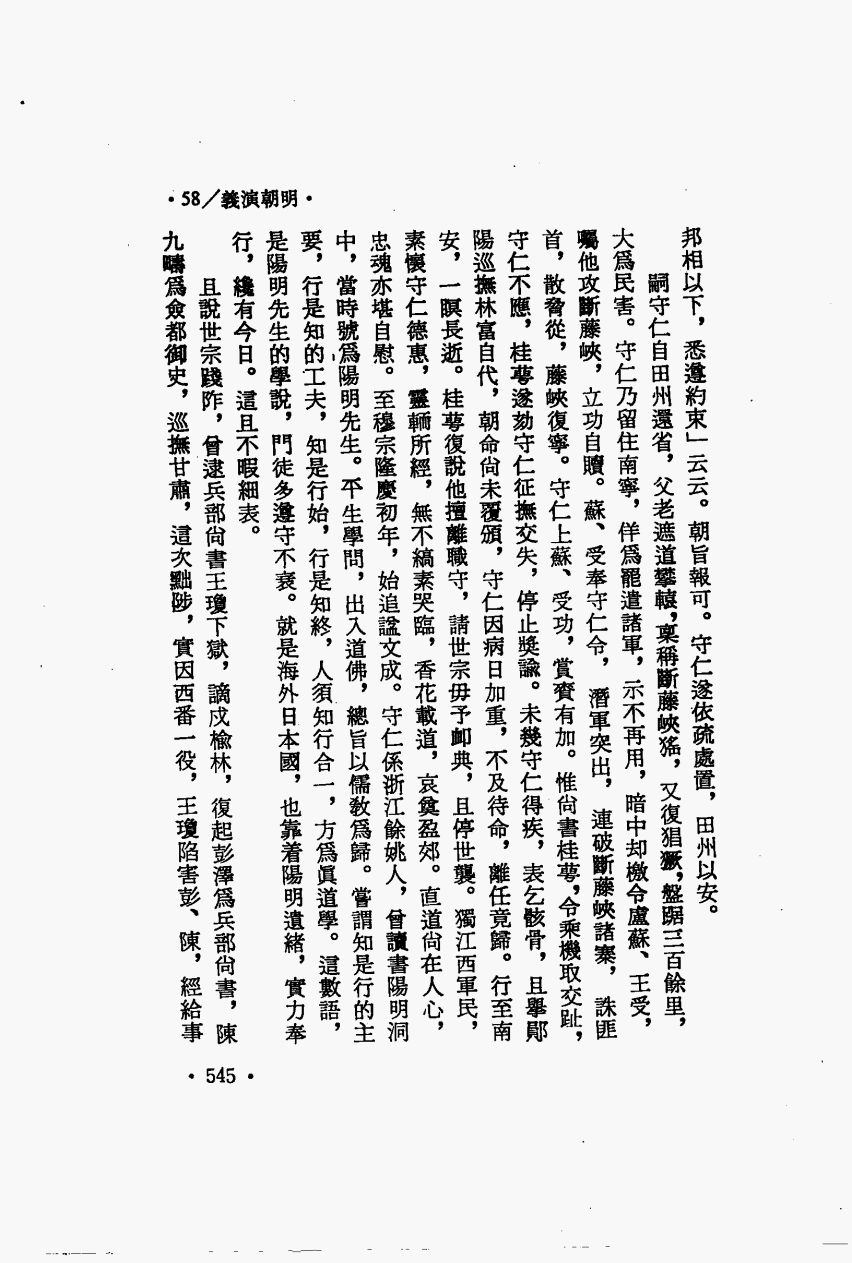 ·58/義演朝明·
邦相以下，悉遵約束」云云。朝旨報可。守仁遂依疏處置，田州以安。
嗣守仁自田州還省，父老遮道攀轅，稟稱斷藤峽猺，又復猖獗，盤踞三百餘里，
大爲民害。守仁乃留住南寧，佯爲罷遣諸軍，示不再用，暗中却檄令盧蘇、王受，
囑他攻斷藤峽，立功自贖。蘇、受奉守仁令，潛軍突出，連破斷藤峽諸寨，誅匪
首，散脅從，藤峽復寧。守仁上蘇、受功，賞賚有加。惟尙書桂萼，令乘機取交趾，
守仁不應，桂萼遂劾守仁征撫交失，停止獎諭。未幾守仁得疾，表乞骸骨，且舉鄖
陽巡撫林富自代，朝命尙未覆頒，守仁因病日加重，不及待命，離任竟歸。行至南
安，一瞑長逝。桂萼復說他擅離職守，請世宗毋予卹典，且停世襲。獨江西軍民，
素懷守仁德惠，靈輀所經，無不縞素哭臨，香花載道，哀奠盈郊。直道尙在人心，
忠魂亦堪自慰。至穆宗隆慶初年，始追諡文成。守仁係浙江餘姚人，曾讀書陽明洞
中，當時號爲陽明先生。平生學問，出入道佛，總旨以儒敎爲歸。嘗謂知是行的主
要，行是知的工夫，知是行始，行是知終，人須知行合一，方爲眞道學。這數語，
是陽明先生的學說，門徒多遵守不衰。就是海外日本國，也靠着陽明遺緖，實力奉
行，纔有今日。這且不暇細表。
且說世宗踐阼，曾逮兵部尙書王瓊下獄，謫戍榆林，復起彭澤爲兵部尙書，陳
九疇爲僉都御史，巡撫甘肅，這次黜陟，實因西番一役，王瓊陷害彭、陳，經給事
·545·